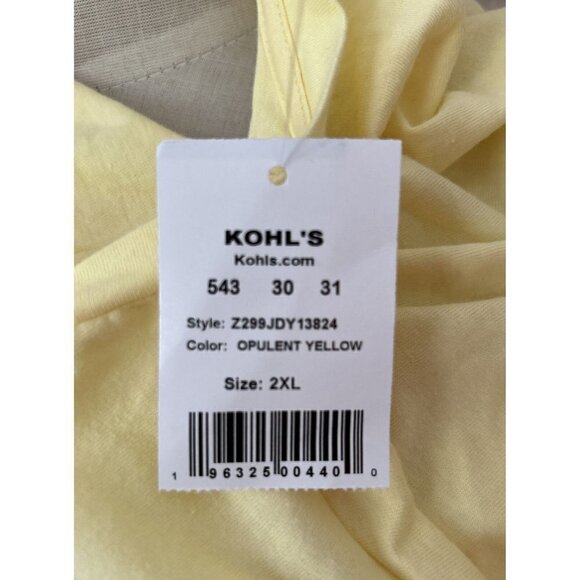 KOHL'S
Kohls.com
543 30 31
Style: Z299JDY13824
Color: OPULENT YELLOW
Size: 2XL
1 96325 00440 0